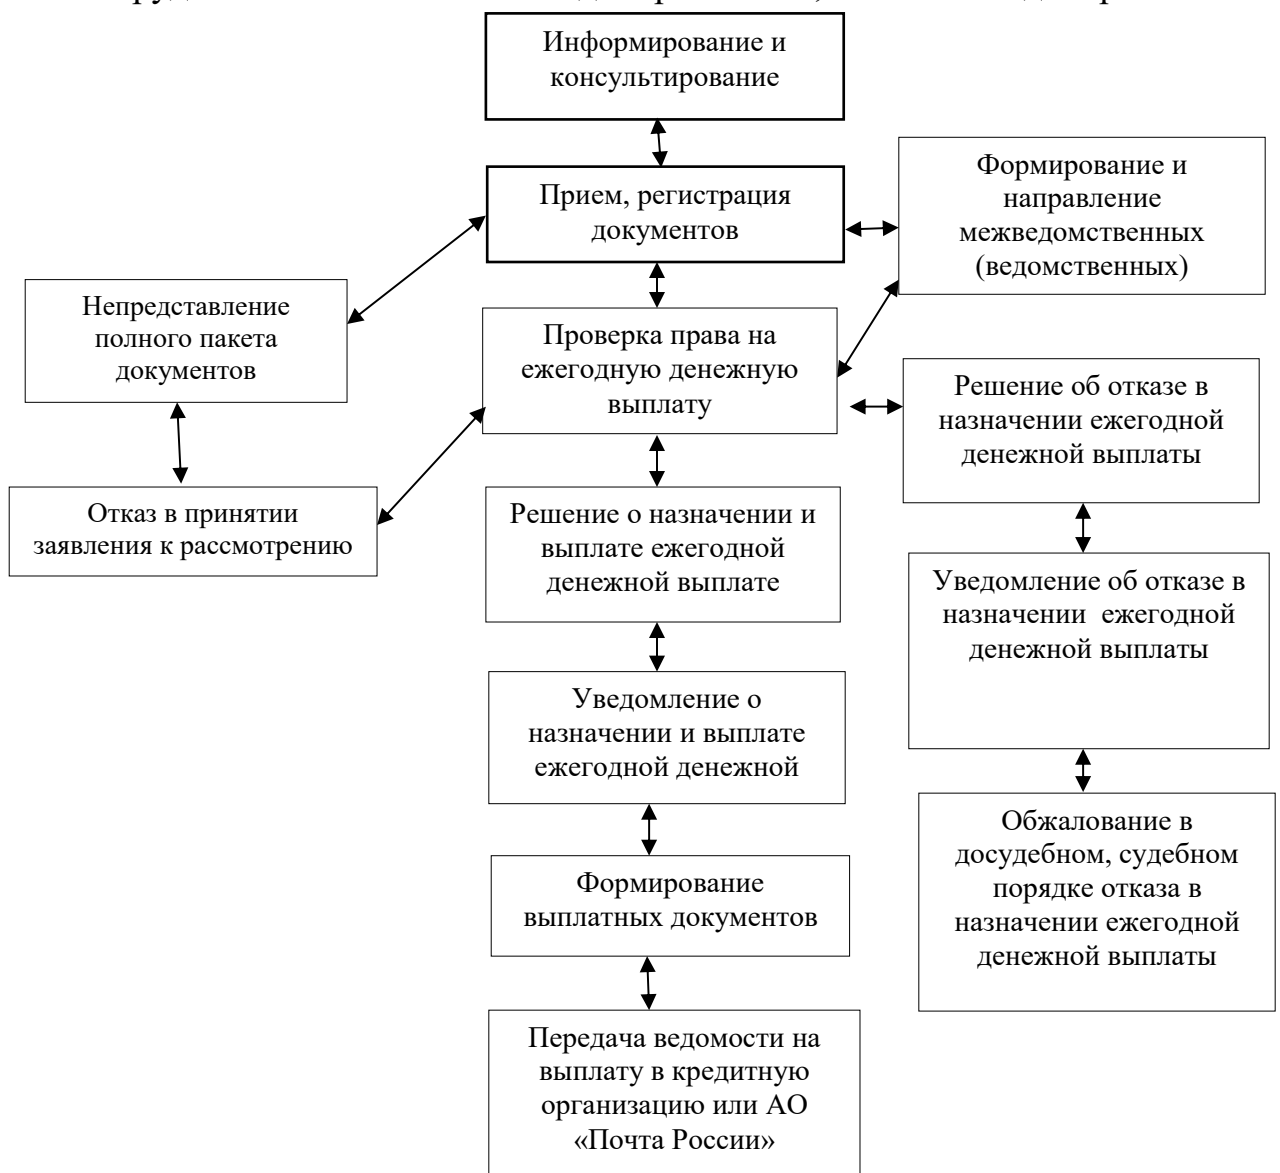 Информирование и
консультирование
Прием, регистрация
документов
Формирование и
направление
межведомственных
(ведомственных)
Непредставление
полного пакета
документов
Проверка права на
ежегодную денежную
выплату
Решение об отказе в
назначении ежегодной
денежной выплаты
Отказ в принятии
заявления к рассмотрению
Решение о назначении и
выплате ежегодной
денежной выплате
Уведомление об отказе в
назначении ежегодной
денежной выплаты
Уведомление о
назначении и выплате
ежегодной денежной
Обжалование в
досудебном, судебном
порядке отказа в
назначении ежегодной
денежной выплаты
Формирование
выплатных документов
Передача ведомости на
выплату в кредитную
организацию или АО
«Почта России»